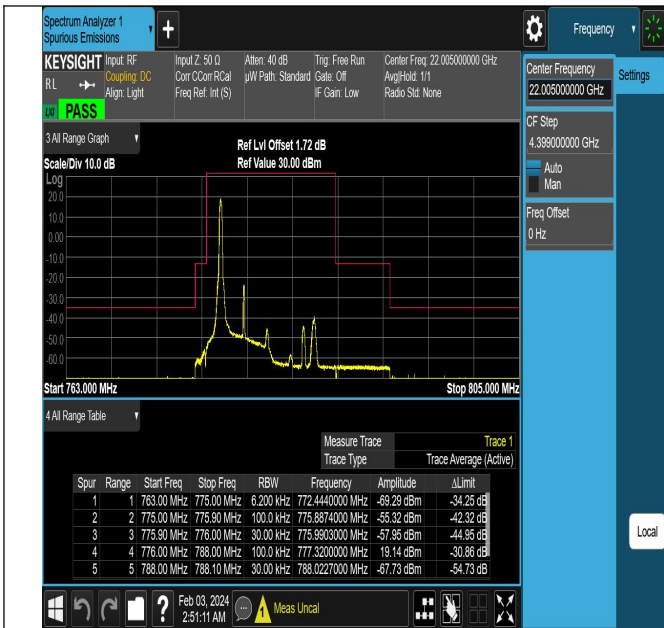 Spectrum Analyzer 1
Spurious Emissions
Frequency
KEYSIGHT
Input: RF
Coupling: DC
Align: Light
Input Z: 50 Ω
Corr CCorr RCal
Freq Ref: Int (S)
Atten: 40 dB
µW Path: Standard
Trig: Free Run
Gate: Off
IF Gain: Low
Center Freq: 22.005000000 GHz
Avg|Hold: 1/1
Radio Std: None
RL
LXI
PASS
Center Frequency
22.005000000 GHz
Settings
CF Step
4.399000000 GHz
Auto
Man
Freq Offset
0 Hz
3 All Range Graph
Scale/Div 10.0 dB
Ref Lvl Offset 1.72 dB
Ref Value 30.00 dBm
Log
20.0
10.0
0.00
-10.0
-20.0
-30.0
-40.0
-50.0
-60.0
Start 763.000 MHz
Stop 805.000 MHz
4 All Range Table
Measure Trace Trace 1
Trace Type Trace Average (Active)
Spur Range Start Freq Stop Freq RBW Frequency Amplitude ΔLimit
1 1 763.00 MHz 775.00 MHz 6.200 kHz 772.4440000 MHz -69.29 dBm -34.25 dB
2 2 775.00 MHz 775.90 MHz 100.0 kHz 775.8874000 MHz -55.32 dBm -42.32 dB
3 3 775.90 MHz 776.00 MHz 30.00 kHz 775.9903000 MHz -57.95 dBm -44.95 dB
4 4 776.00 MHz 788.00 MHz 100.0 kHz 777.3200000 MHz 19.14 dBm -30.86 dB
5 5 788.00 MHz 788.10 MHz 30.00 kHz 788.0227000 MHz -67.73 dBm -54.73 dB
Local
?
Feb 03, 2024
2:51:11 AM
Meas Uncal